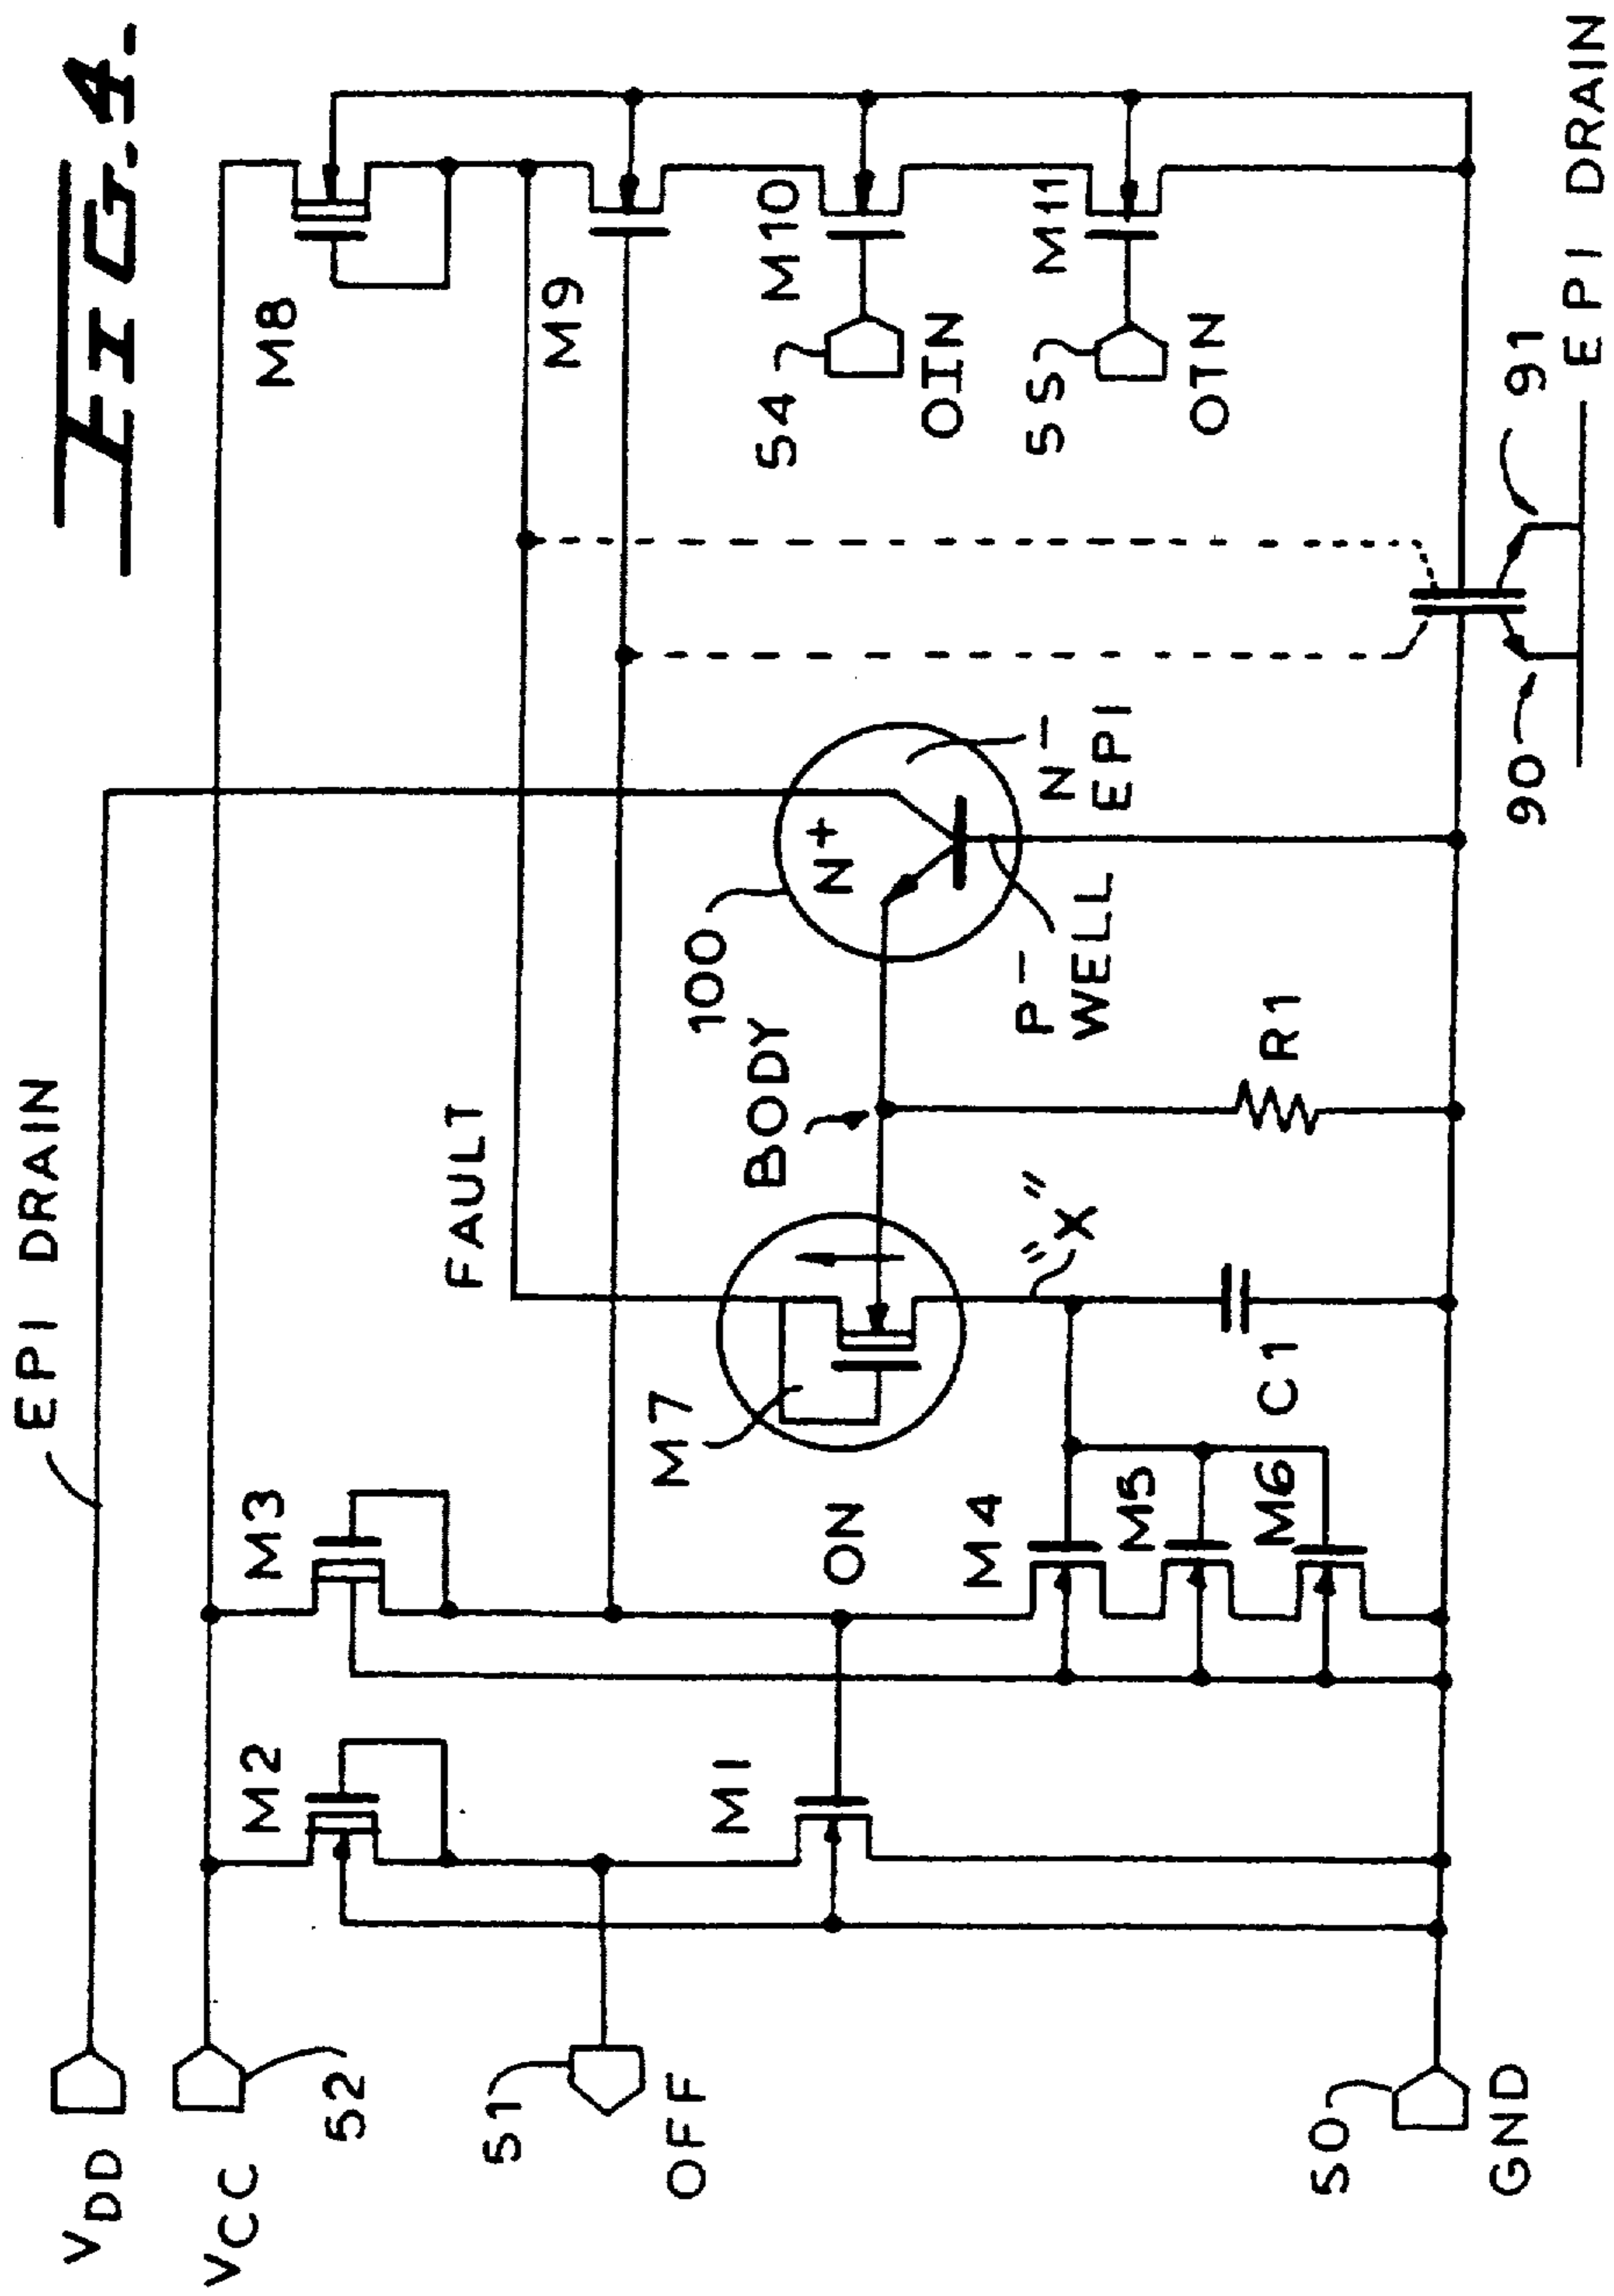 FIG. 4.
EPI DRAIN
VDD
VCC
52
M2
M3
M8
FAULT
51
OFF
M1
ON
M7
BODY
100
N+
N-
EPI
P-
WELL
M9
54
M10
OIN
55
M11
OTN
M4
M5
M6
"X"
C1
R1
50
GND
90
91
EPI DRAIN